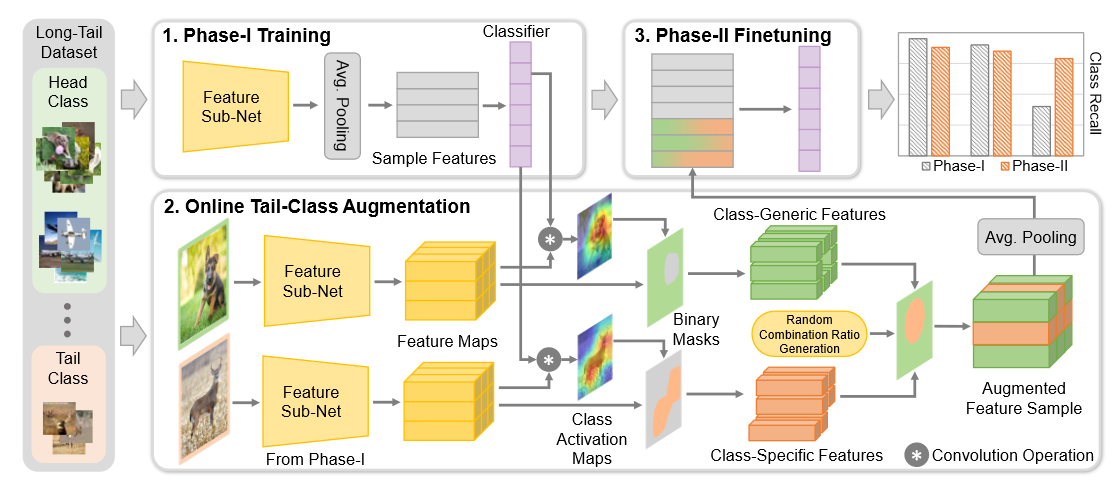 Long-Tail
Dataset
Head
Class
Tail
Class
1. Phase-I Training
Feature
Sub-Net
Avg. Pooling
Sample Features
Classifier
3. Phase-II Finetuning
Class Recall
Phase-I
Phase-II
2. Online Tail-Class Augmentation
Feature
Sub-Net
Feature Maps
Feature
Sub-Net
From Phase-I
*
*
Class
Activation
Maps
Binary
Masks
Class-Generic Features
Random
Combination Ratio
Generation
Class-Specific Features
Avg. Pooling
Augmented
Feature Sample
* Convolution Operation